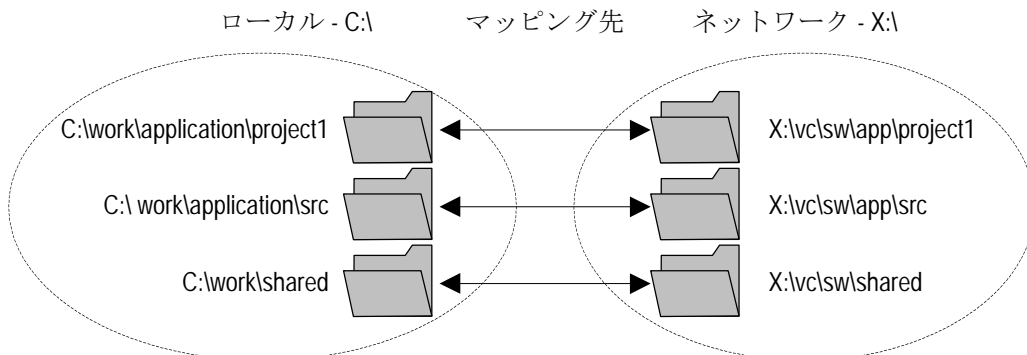 ローカル - C:\ マッピング先 ネットワーク - X:\
C:\work\application\project1 X:\vc\sw\app\project1
C:\ work\application\src X:\vc\sw\app\src
C:\work\shared X:\vc\sw\shared